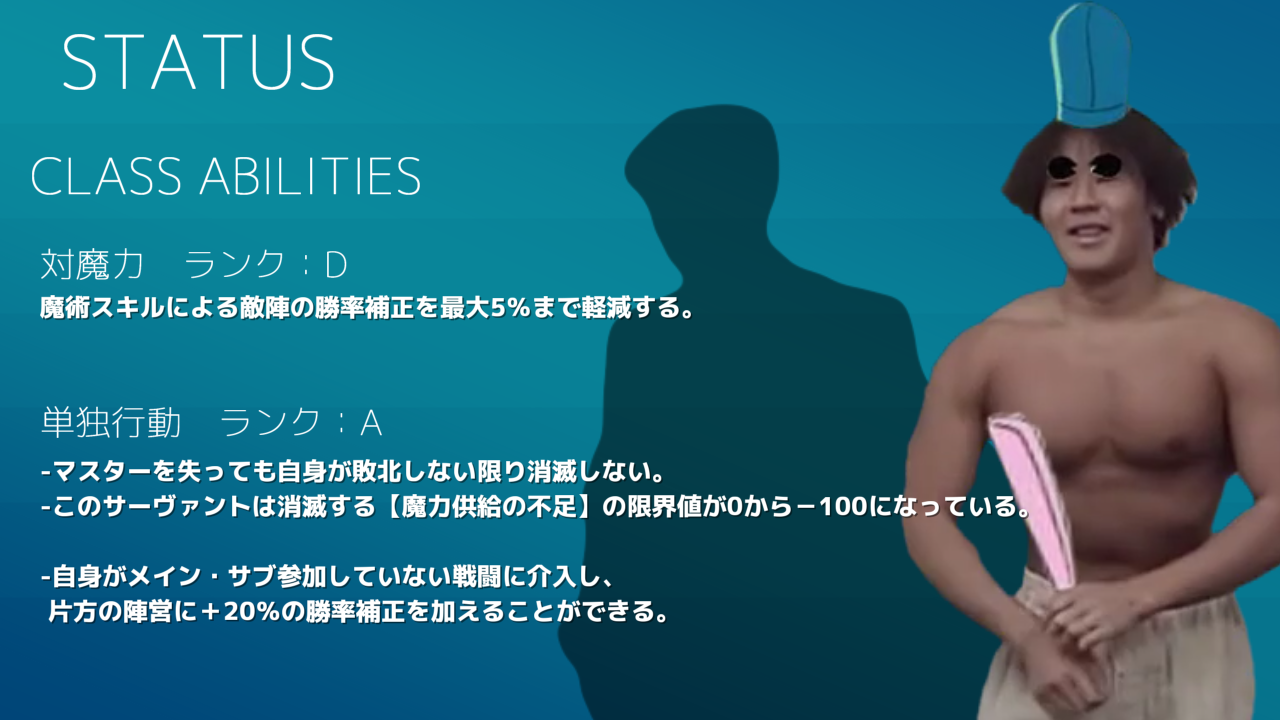 STATUS
CLASS ABILITIES
対魔力　ランク：D
魔術スキルによる敵陣の勝率補正を最大5%まで軽減する。
単独行動　ランク：A
-マスターを失っても自身が敗北しない限り消滅しない。
-このサーヴァントは消滅する【魔力供給の不足】の限界値が0から－100になっている。
-自身がメイン・サブ参加していない戦闘に介入し、
片方の陣営に＋20%の勝率補正を加えることができる。